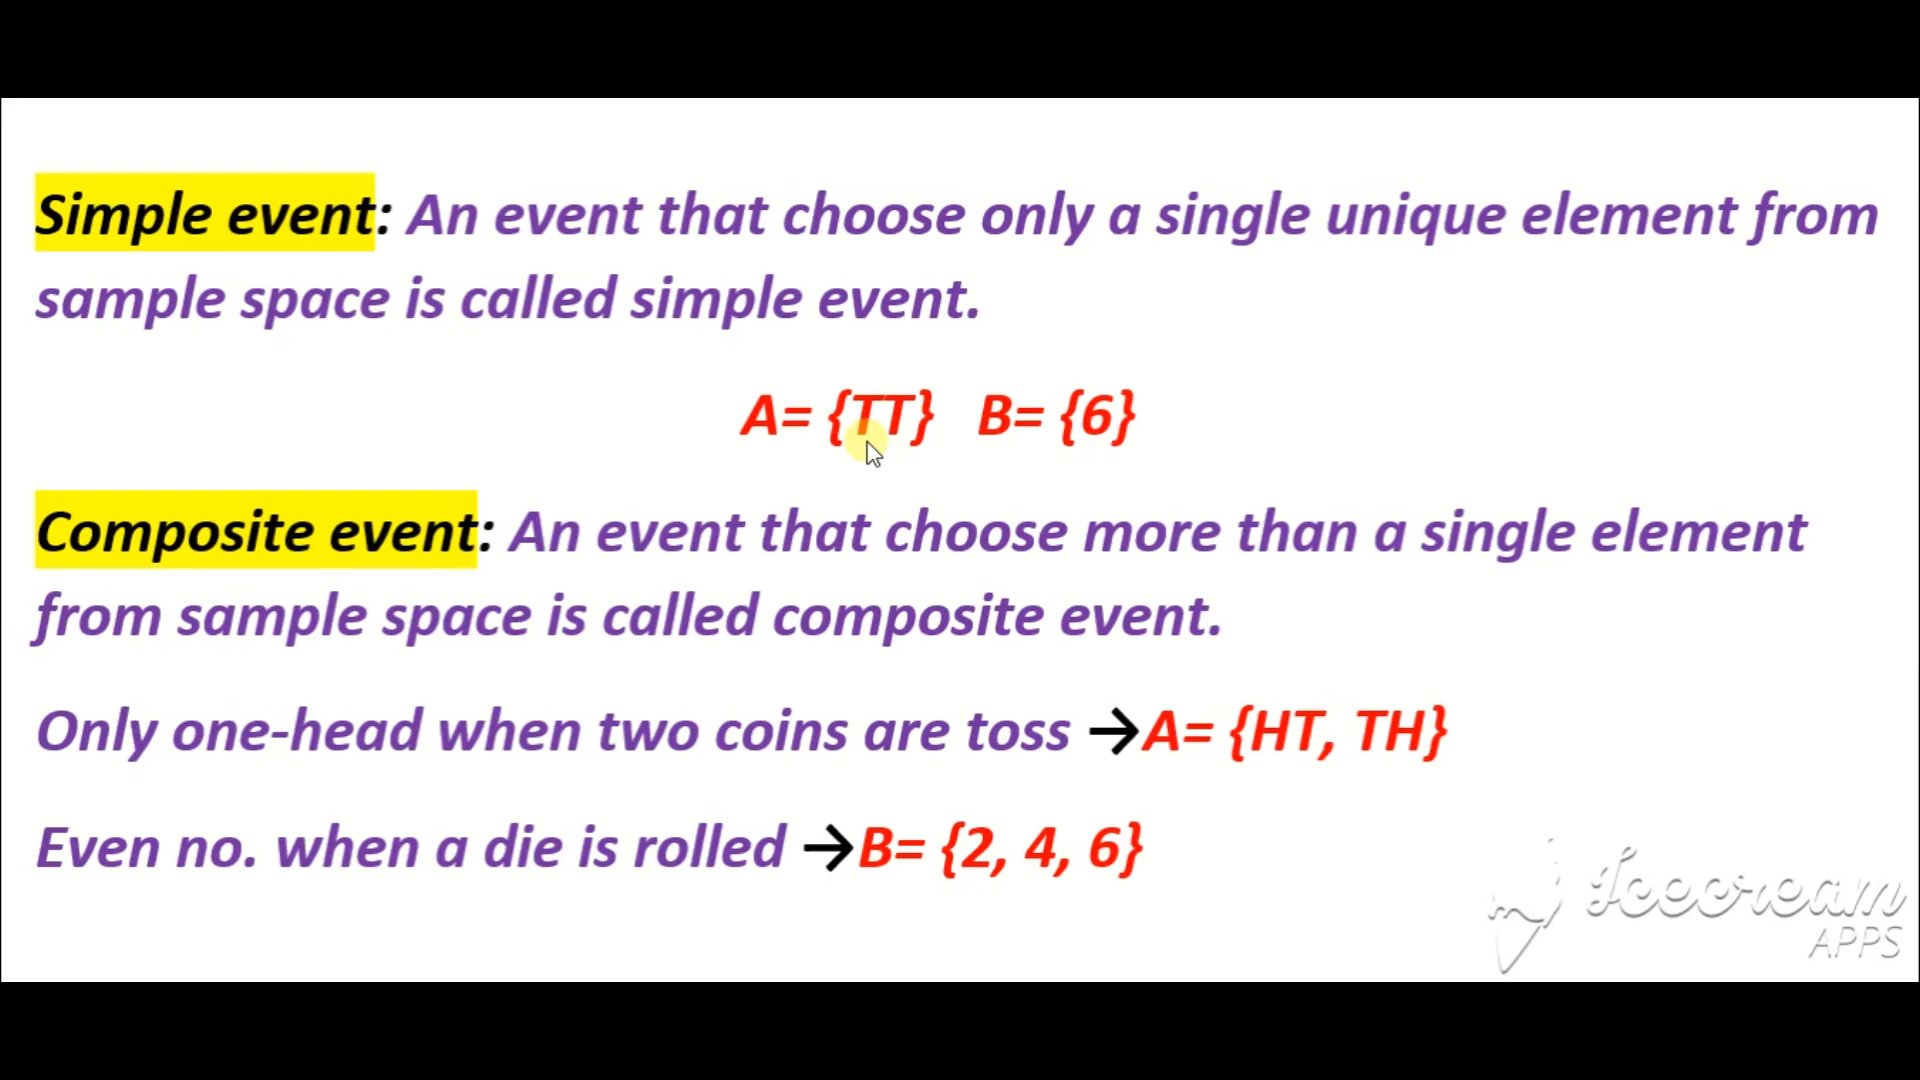 Simple event: An event that choose only a single unique element from
sample space is called simple event.
A= {TT} B= {6}
Composite event: An event that choose more than a single element
from sample space is called composite event.
Only one-head when two coins are toss →A= {HT, TH}
Even no. when a die is rolled →B= {2, 4, 6}
Icecream
APPS